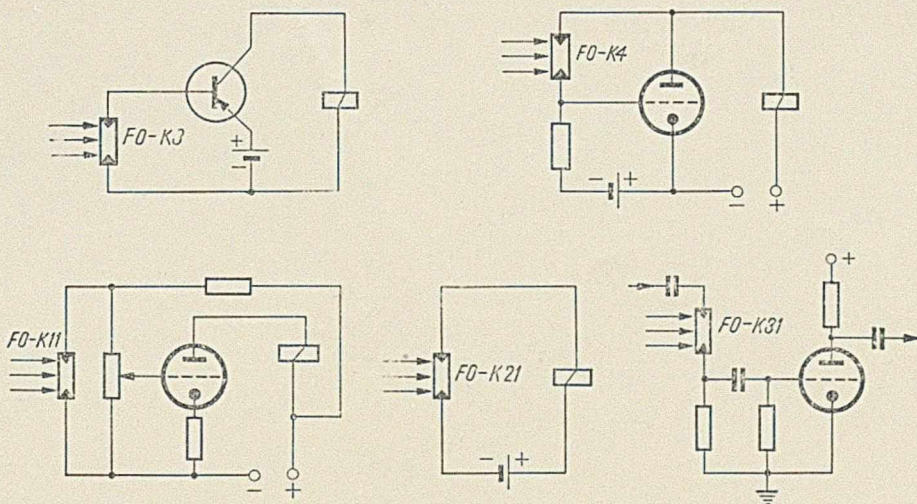 FO-K3
+
-
FO-K4
- +
- +
FO-K11
- +
FO-K21
- +
FO-K31
+